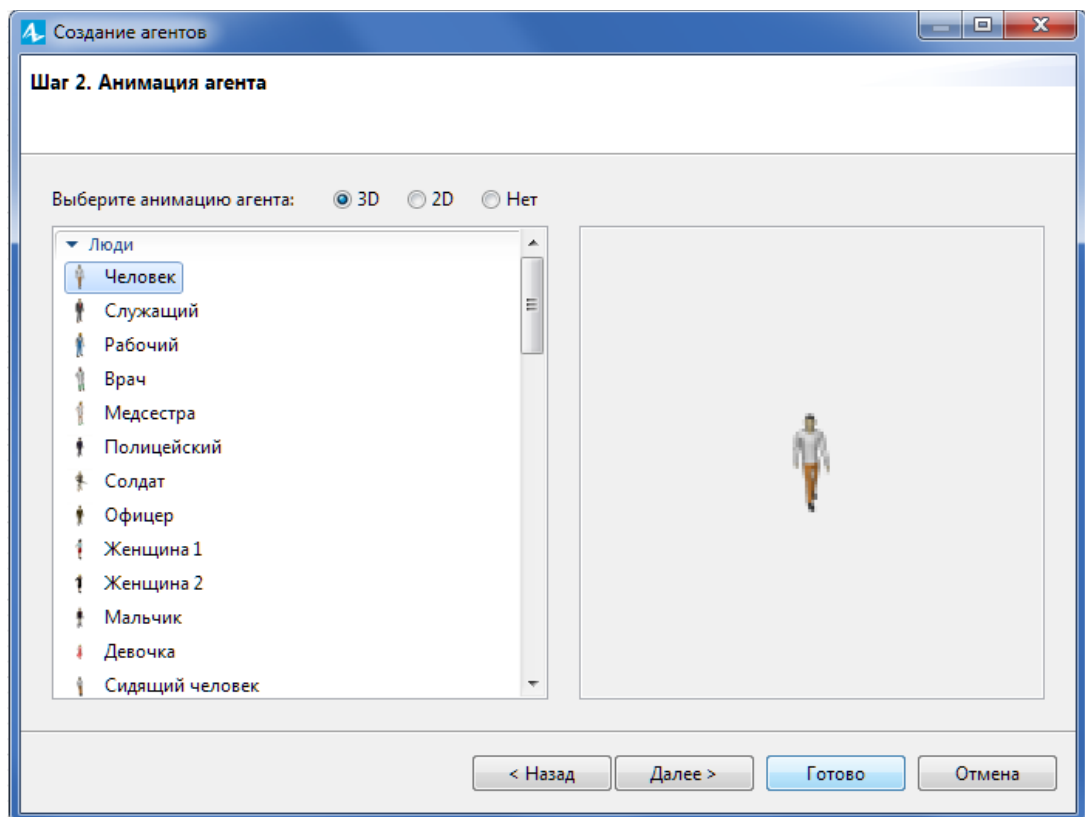 Создание агентов
Шаг 2. Анимация агента
Выберите анимацию агента: 3D 2D Нет
Люди
Человек
Служащий
Рабочий
Врач
Медсестра
Полицейский
Солдат
Офицер
Женщина 1
Женщина 2
Мальчик
Девочка
Сидящий человек
< Назад Далее > Готово Отмена